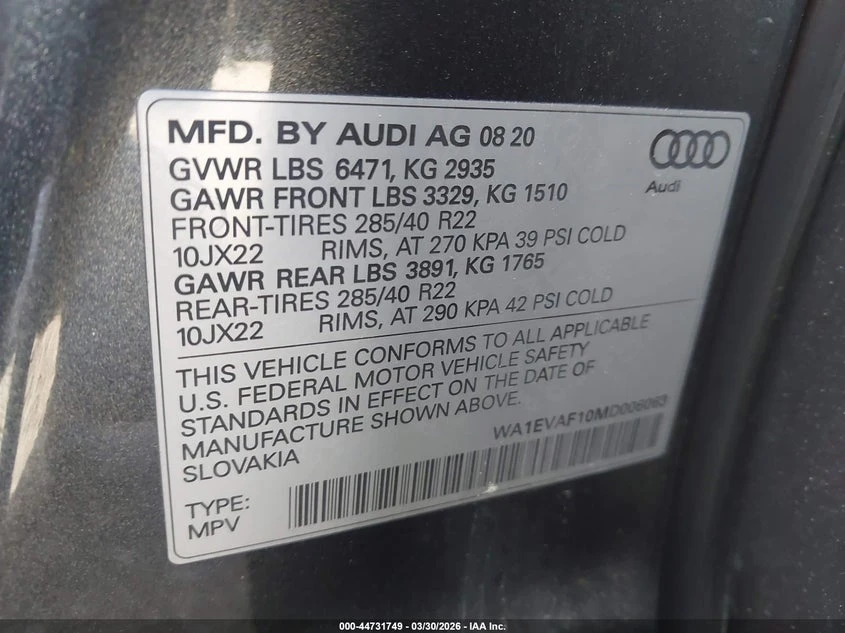 MFD. BY AUDI AG 08 20
GVWR LBS 6471, KG 2935
GAWR FRONT LBS 3329, KG 1510
FRONT-TIRES 285/40 R22
10JX22 RIMS, AT 270 KPA 39 PSI COLD
GAWR REAR LBS 3891, KG 1765
REAR-TIRES 285/40 R22
10JX22 RIMS, AT 290 KPA 42 PSI COLD
Audi
THIS VEHICLE CONFORMS TO ALL APPLICABLE
U.S. FEDERAL MOTOR VEHICLE SAFETY
STANDARDS IN EFFECT ON THE DATE OF
MANUFACTURE SHOWN ABOVE.
SLOVAKIA
WA1EVAF10MD006063
TYPE:
MPV
000-44731749 — 03/30/2026 — IAA Inc.